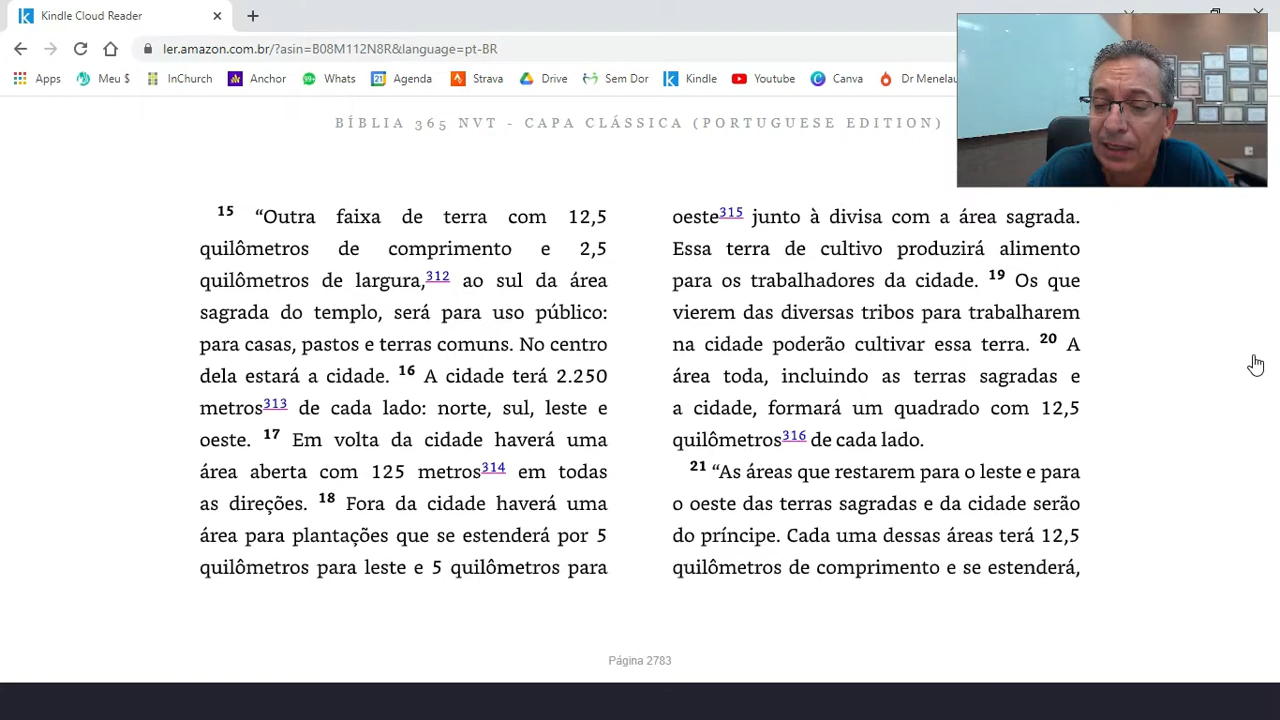 Kindle Cloud Reader
ler.amazon.com.br/?asin=B08M112N8R&language=pt-BR
Apps Meu $ InChurch Anchor Whats Agenda Strava Drive Sem Dor Kindle Youtube Canva Dr Menelau
BÍBLIA 365 NVT - CAPA CLÁSSICA (PORTUGUESE EDITION)
15 “Outra faixa de terra com 12,5
quilômetros de comprimento e 2,5
quilômetros de largura,312 ao sul da área
sagrada do templo, será para uso público:
para casas, pastos e terras comuns. No centro
dela estará a cidade. 16 A cidade terá 2.250
metros313 de cada lado: norte, sul, leste e
oeste. 17 Em volta da cidade haverá uma
área aberta com 125 metros314 em todas
as direções. 18 Fora da cidade haverá uma
área para plantações que se estenderá por 5
quilômetros para leste e 5 quilômetros para
oeste315 junto à divisa com a área sagrada.
Essa terra de cultivo produzirá alimento
para os trabalhadores da cidade. 19 Os que
vierem das diversas tribos para trabalharem
na cidade poderão cultivar essa terra. 20 A
área toda, incluindo as terras sagradas e
a cidade, formará um quadrado com 12,5
quilômetros316 de cada lado.
21 “As áreas que restarem para o leste e para
o oeste das terras sagradas e da cidade serão
do príncipe. Cada uma dessas áreas terá 12,5
quilômetros de comprimento e se estenderá,
Página 2783